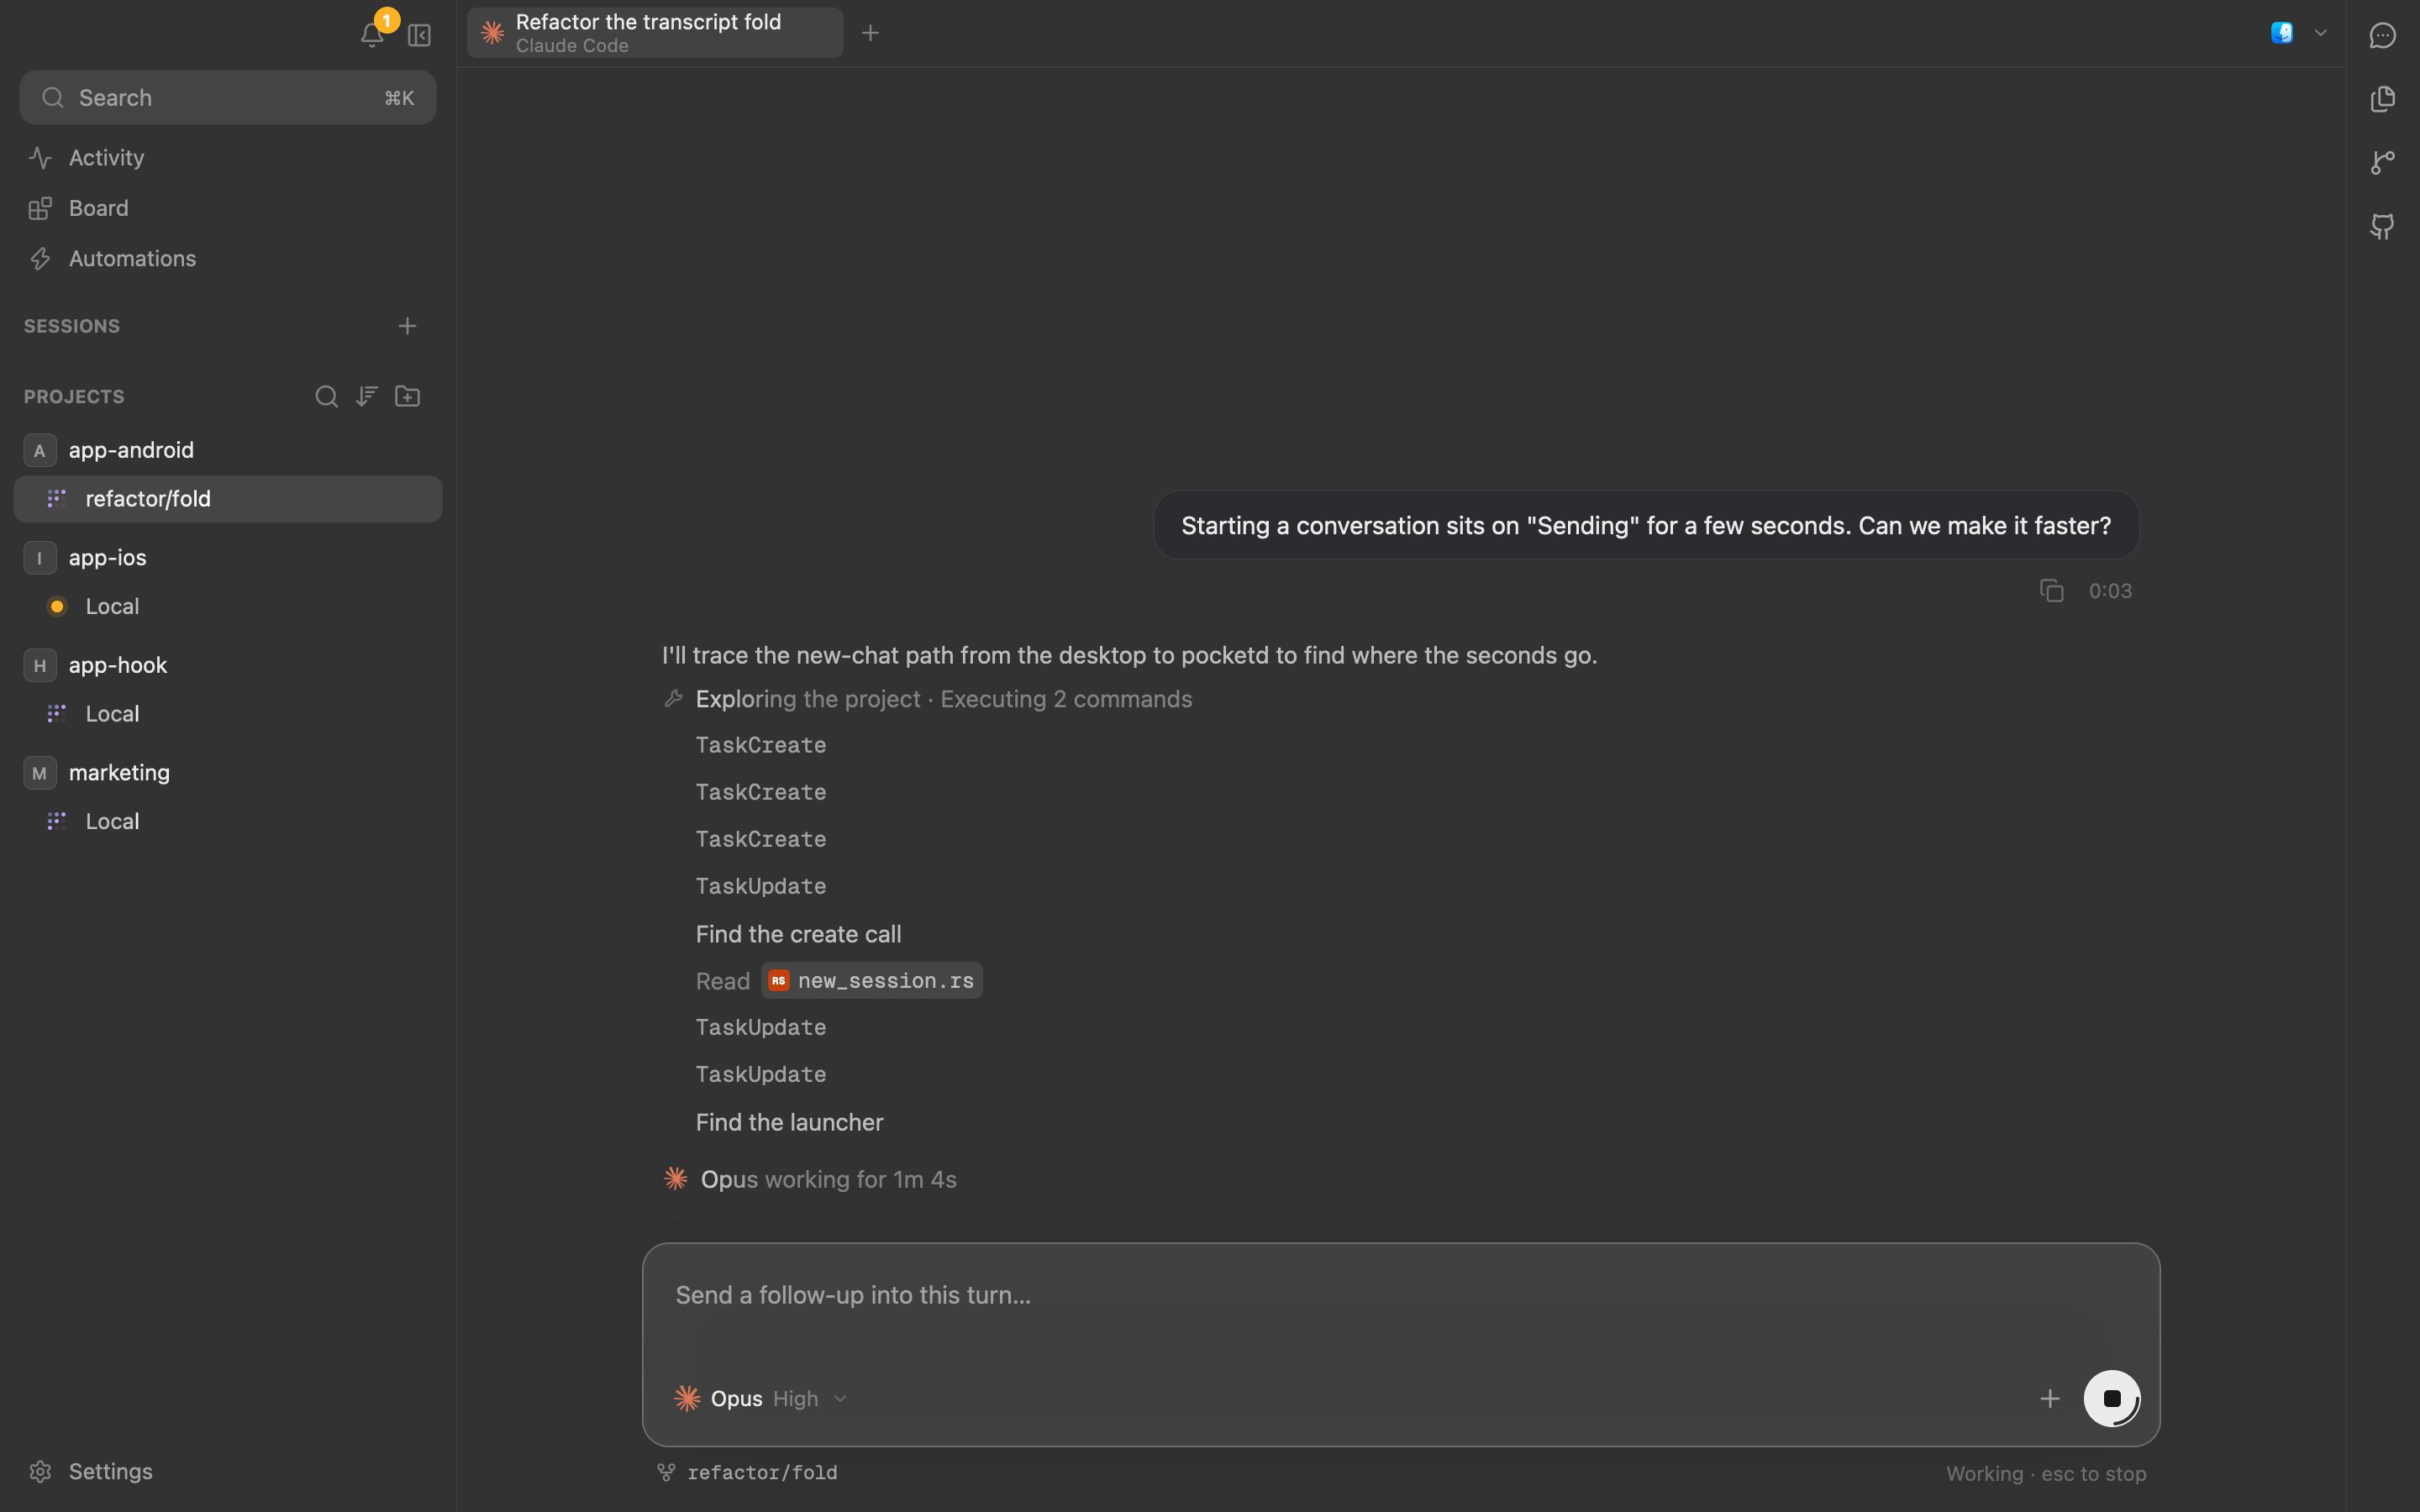 1
Search
⌘K
Activity
Board
Automations
SESSIONS
PROJECTS
A
app-android
refactor/fold
I
app-ios
Local
H
app-hook
Local
M
marketing
Local
Settings
Refactor the transcript fold
Claude Code
Starting a conversation sits on "Sending" for a few seconds. Can we make it faster?
0:03
I'll trace the new-chat path from the desktop to pocketd to find where the seconds go.
Exploring the project · Executing 2 commands
TaskCreate
TaskCreate
TaskCreate
TaskUpdate
Find the create call
Read RS new_session.rs
TaskUpdate
TaskUpdate
Find the launcher
Opus working for 1m 4s
Send a follow-up into this turn...
Opus High
refactor/fold
Working · esc to stop